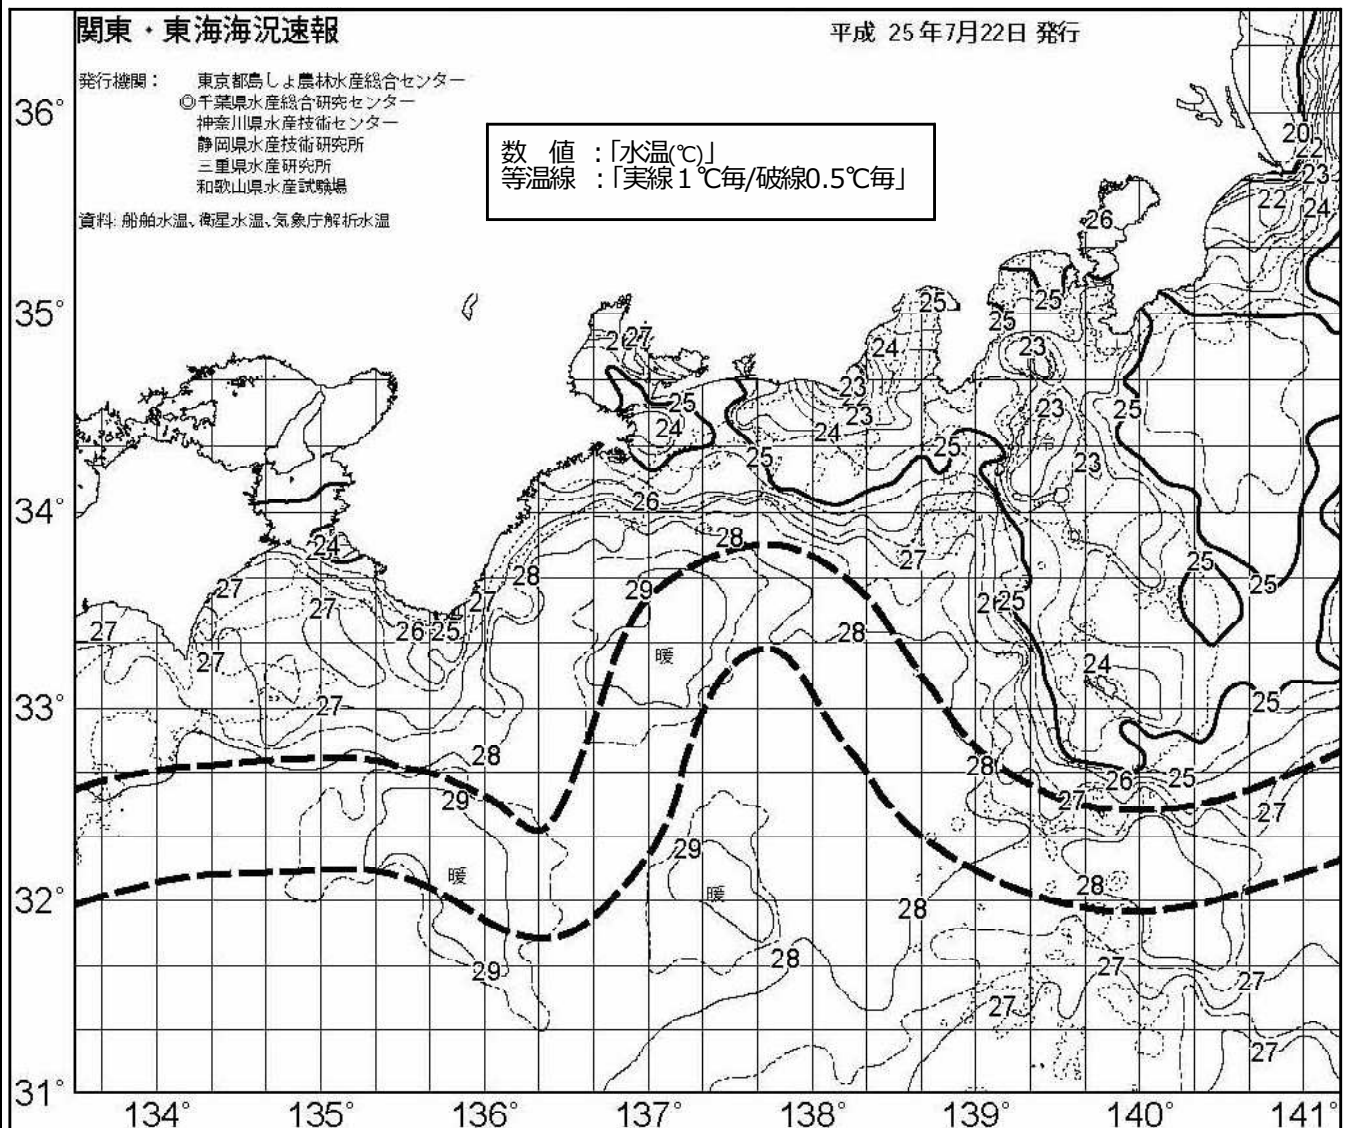 関東・東海海況速報
平成 25年7月22日 発行
発行機関： 東京都島しょ農林水産総合センター
◎千葉県水産総合研究センター
神奈川県水産技術センター
静岡県水産技術研究所
三重県水産研究所
和歌山県水産試験場
資料: 船舶水温、衛星水温、気象庁解析水温
数 値 ：「水温(℃)」
等温線 ：「実線１℃毎/破線0.5℃毎」
36°
20
22
23
22 24
26
35°
25
25
25
27
24 23
23
25
24 23 23 25
24
25 25 23
34°
26
28
24
27
25
25
28
27
29
27
25
27
26 25
28
27
27
暖
24
33°
27
25
28
28
26 25
29
27
27
29
暖
28
32°
暖
28
28
29
27
27
27
27
31°
134° 135° 136° 137° 138° 139° 140° 141°
冷